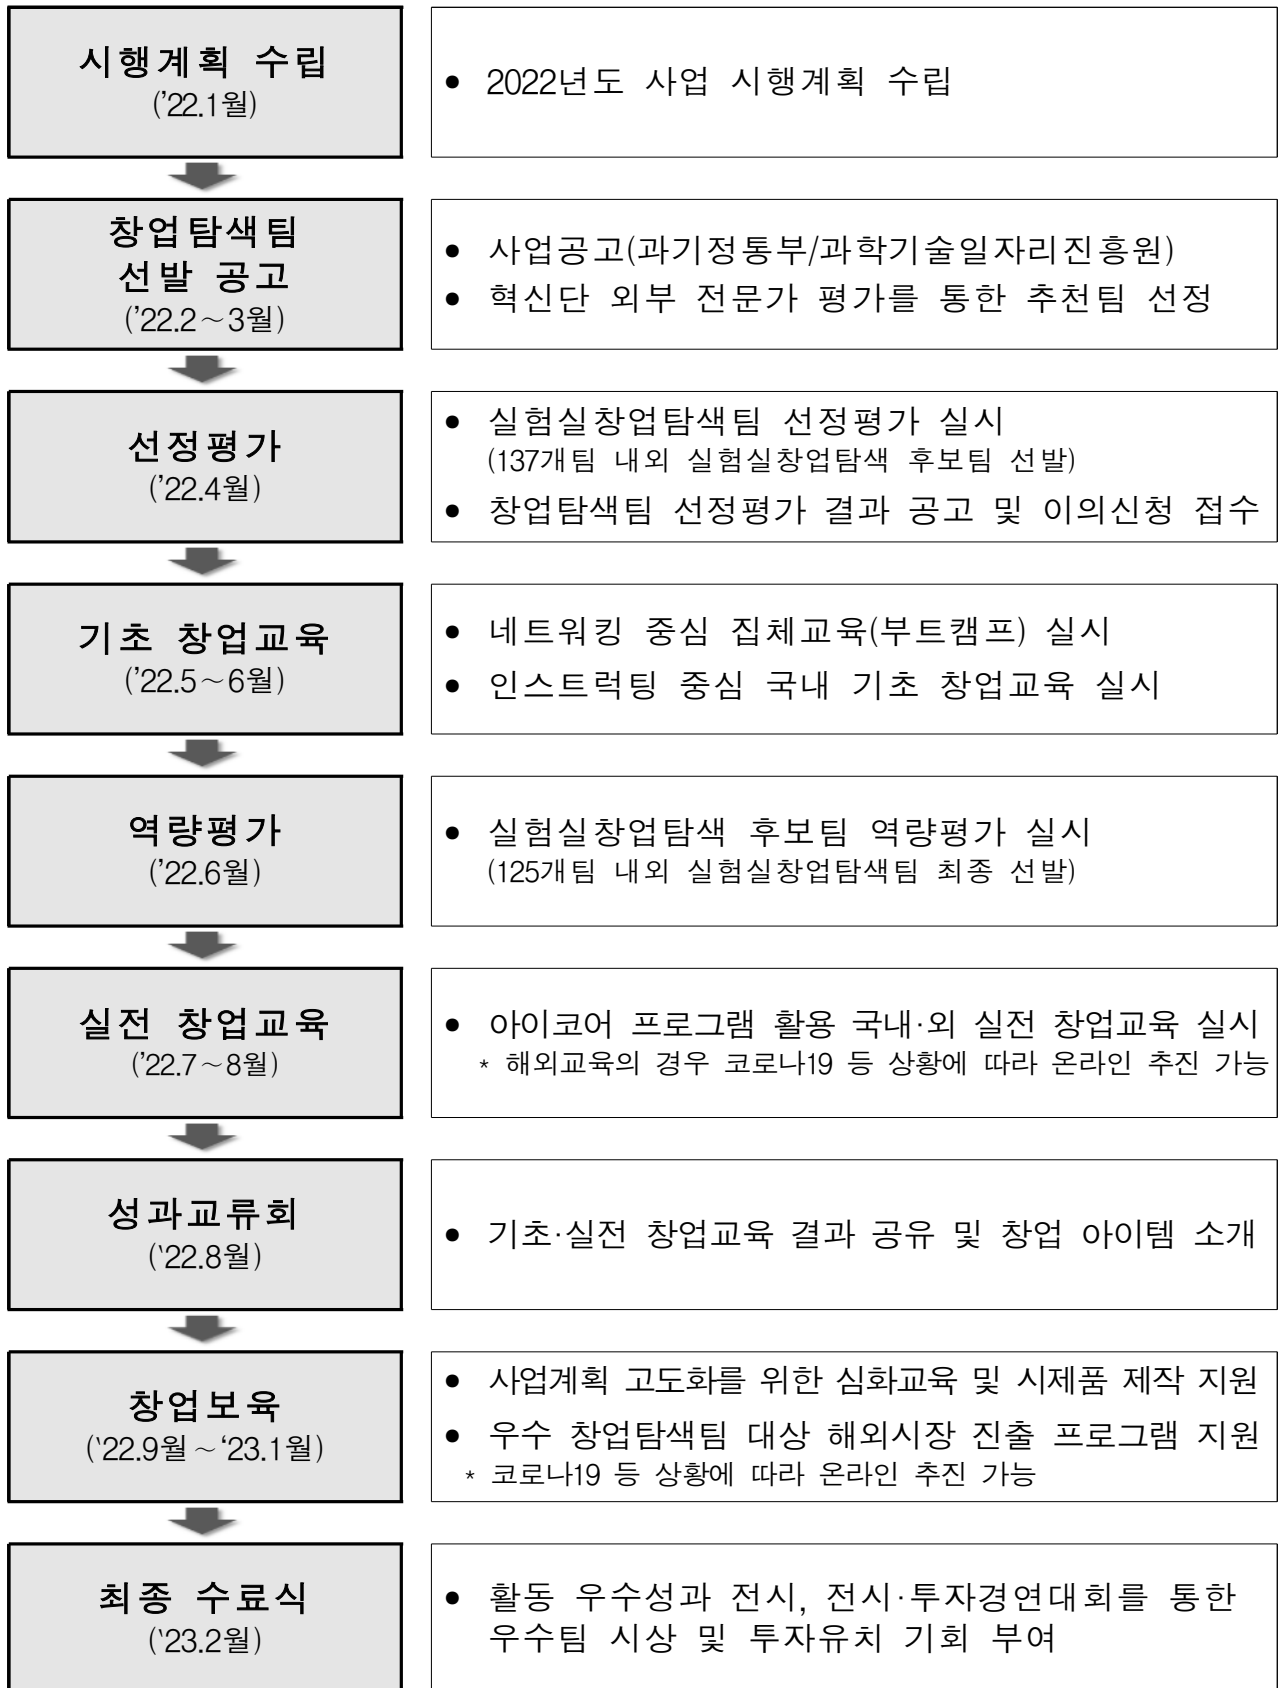 시행계획 수립
('22.1월)
• 2022년도 사업 시행계획 수립
창업탐색팀
선발 공고
('22.2~3월)
• 사업공고(과기정통부/과학기술일자리진흥원)
• 혁신단 외부 전문가 평가를 통한 추천팀 선정
선정평가
('22.4월)
• 실험실창업탐색팀 선정평가 실시
(137개팀 내외 실험실창업탐색 후보팀 선발)
• 창업탐색팀 선정평가 결과 공고 및 이의신청 접수
기초 창업교육
('22.5~6월)
• 네트워킹 중심 집체교육(부트캠프) 실시
• 인스트럭팅 중심 국내 기초 창업교육 실시
역량평가
('22.6월)
• 실험실창업탐색 후보팀 역량평가 실시
(125개팀 내외 실험실창업탐색팀 최종 선발)
실전 창업교육
('22.7~8월)
• 아이코어 프로그램 활용 국내·외 실전 창업교육 실시
* 해외교육의 경우 코로나19 등 상황에 따라 온라인 추진 가능
성과교류회
(‘22.8월)
• 기초·실전 창업교육 결과 공유 및 창업 아이템 소개
창업보육
(‘22.9월~‘23.1월)
• 사업계획 고도화를 위한 심화교육 및 시제품 제작 지원
• 우수 창업탐색팀 대상 해외시장 진출 프로그램 지원
* 코로나19 등 상황에 따라 온라인 추진 가능
최종 수료식
(‘23.2월)
• 활동 우수성과 전시, 전시·투자경연대회를 통한
우수팀 시상 및 투자유치 기회 부여